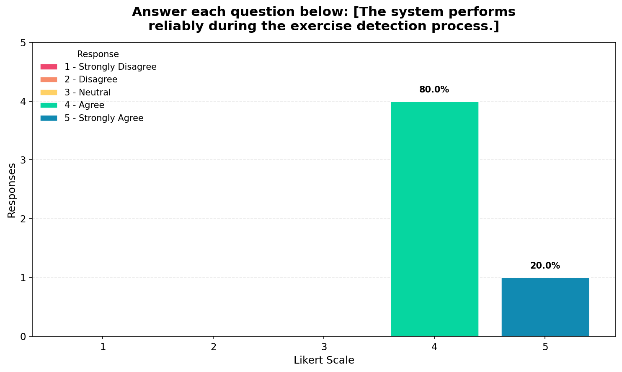 Answer each question below: [The system performs
reliably during the exercise detection process.]
Response
1 - Strongly Disagree
2 - Disagree
3 - Neutral
4 - Agree
5 - Strongly Agree
80.0%
20.0%
Responses
5
4
3
2
1
0
1 2 3 4 5
Likert Scale